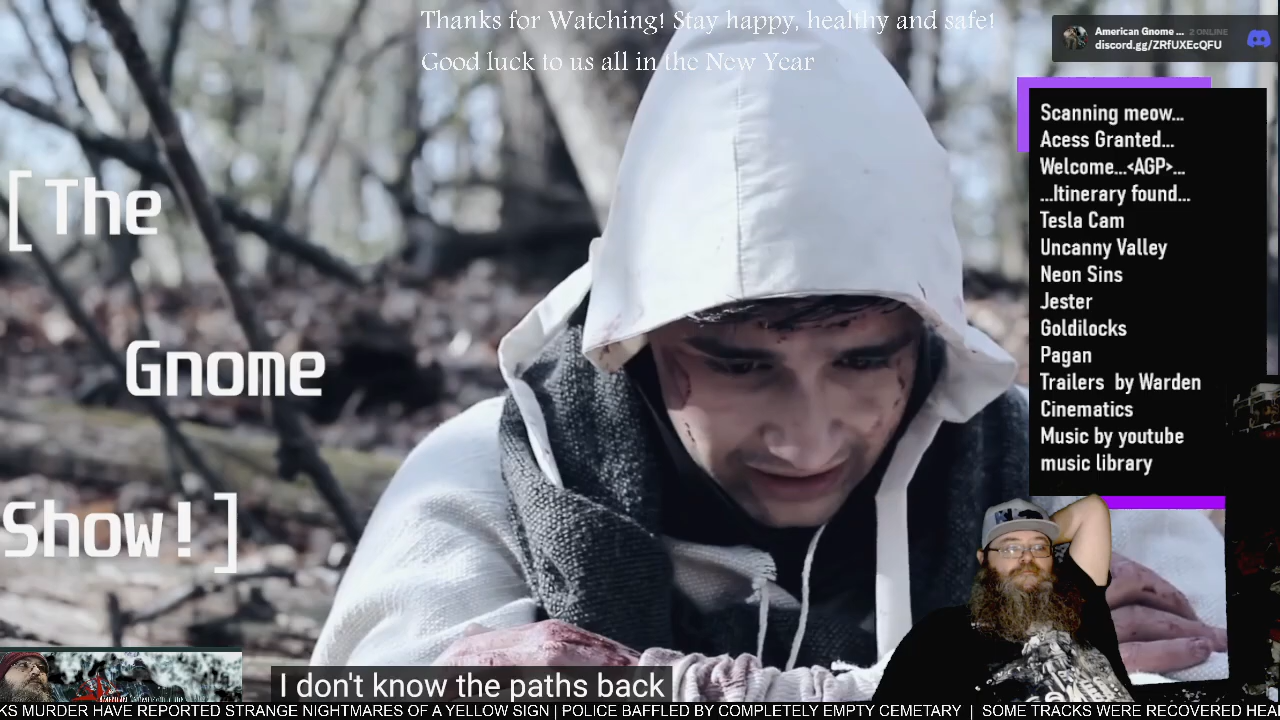 Thanks for Watching! Stay happy, healthy and safe!
Good luck to us all in the New Year
American Gnome ... 2 ONLINE
discord.gg/ZRfUXEcQFU
Scanning meow...
Acess Granted...
Welcome...<AGP>...
...Itinerary found...
Tesla Cam
Uncanny Valley
Neon Sins
Jester
Goldilocks
Pagan
Trailers by Warden
Cinematics
Music by youtube
music library
[ The
Gnome
Show! ]
I don't know the paths back
KS MURDER HAVE REPORTED STRANGE NIGHTMARES OF A YELLOW SIGN | POLICE BAFFLED BY COMPLETELY EMPTY CEMETARY | SOME TRACKS WERE RECOVERED HEA